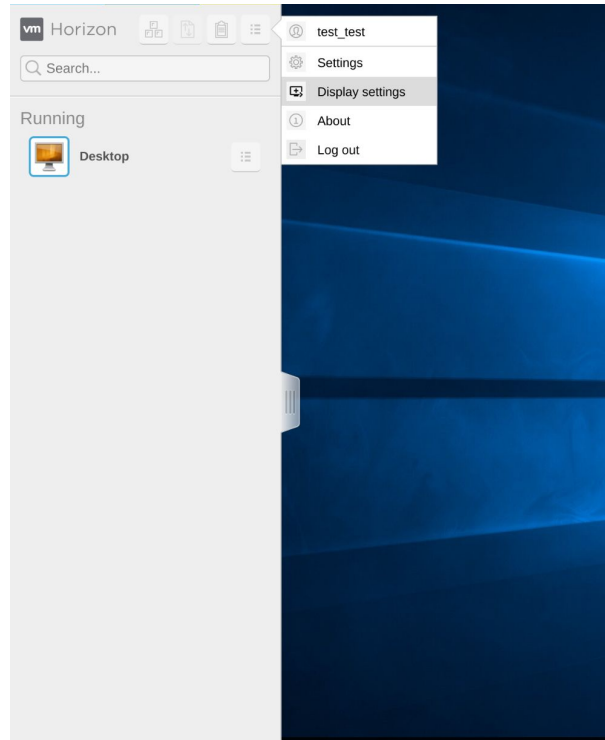 vm Horizon
Search...
Running
Desktop
test_test
Settings
Display settings
About
Log out